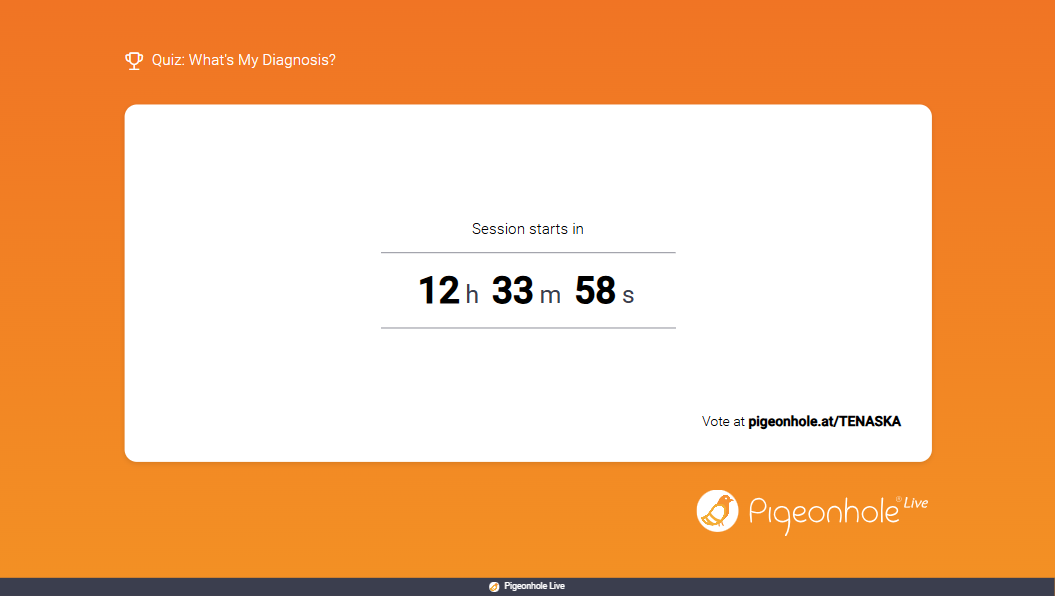 Quiz: What's My Diagnosis?
Session starts in
12 h 33 m 58 s
Vote at pigeonhole.at/TENASKA
Pigeonhole® Live
Pigeonhole Live